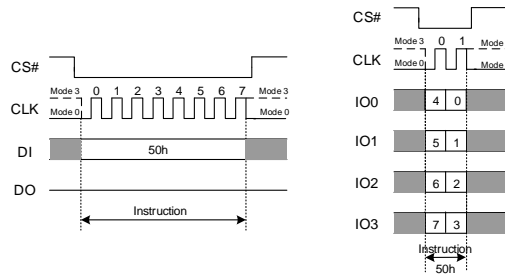 CS#
Mode 3 0 1 2 3 4 5 6 7 Mode 3
CLK
Mode 0 Mode 0
DI 50h
DO
Instruction
CS#
Mode 3 0 1 Mode
CLK
Mode 0 Mode
IO0 4 0
IO1 5 1
IO2 6 2
IO3 7 3
Instruction
50h